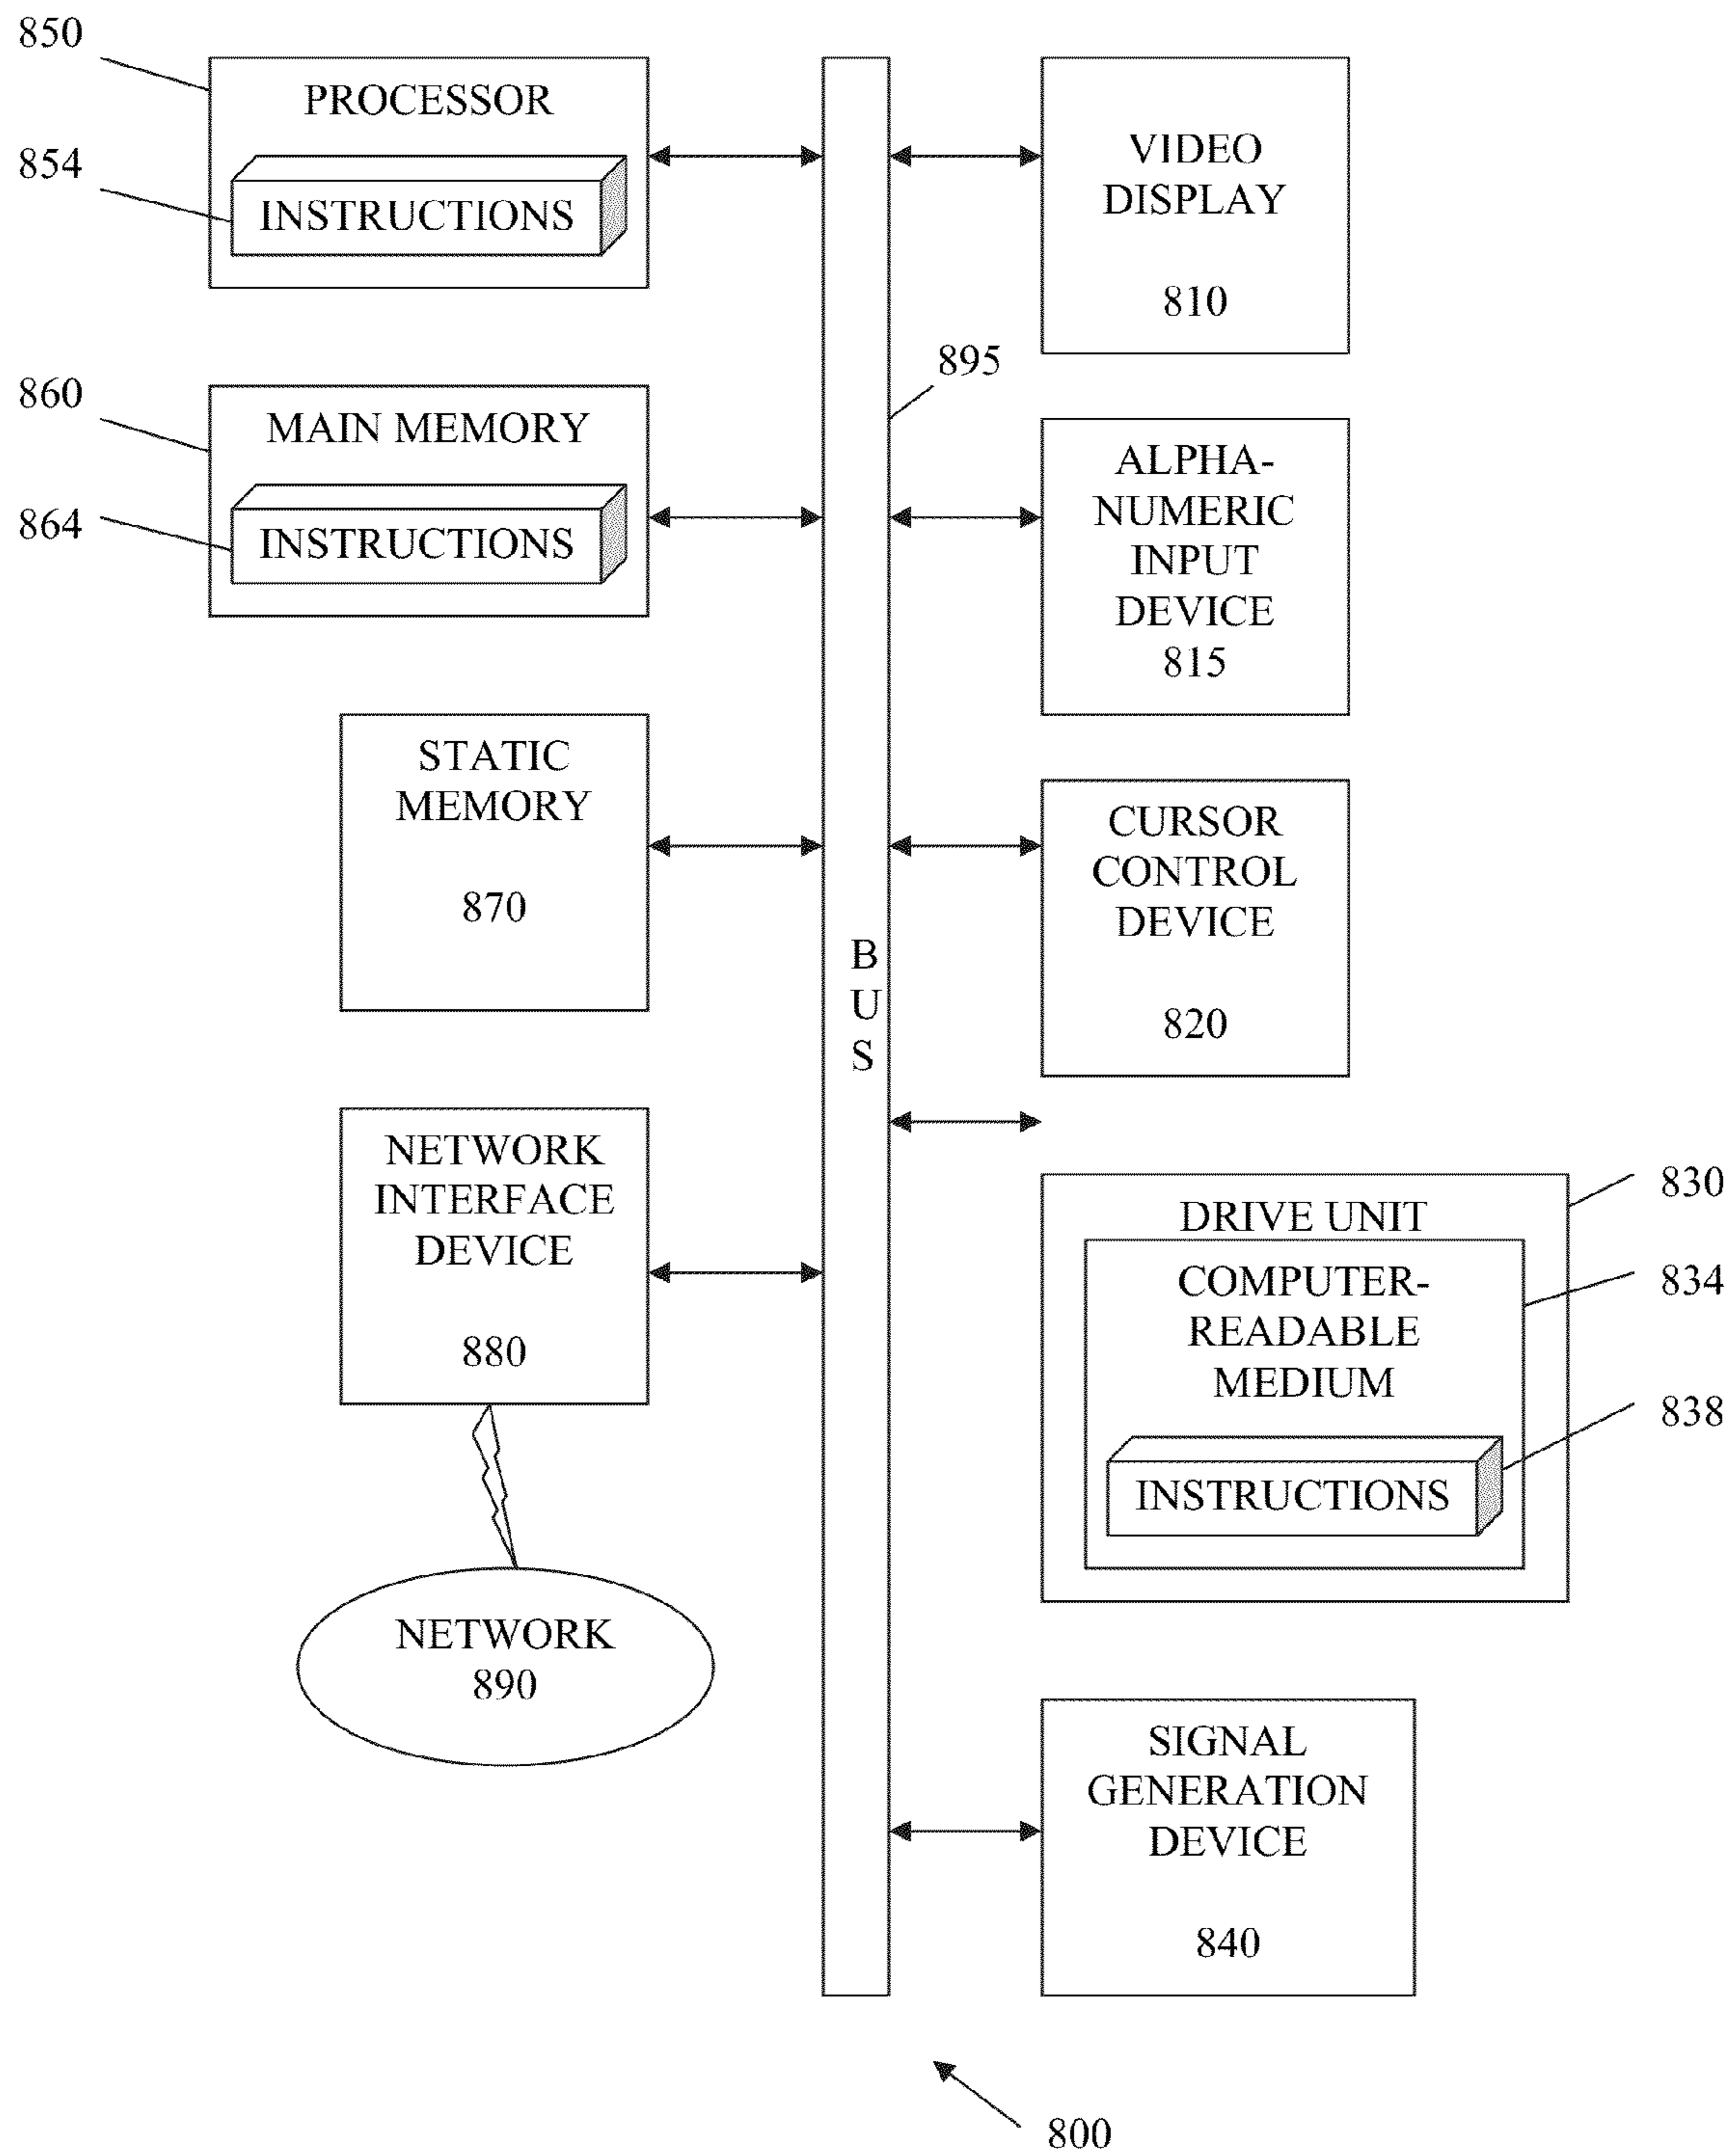 850
PROCESSOR
854
INSTRUCTIONS
860
MAIN MEMORY
864
INSTRUCTIONS
STATIC
MEMORY
870
NETWORK
INTERFACE
DEVICE
880
NETWORK
890
B
U
S
895
VIDEO
DISPLAY
810
ALPHA-
NUMERIC
INPUT
DEVICE
815
CURSOR
CONTROL
DEVICE
820
830
DRIVE UNIT
834
COMPUTER-
READABLE
MEDIUM
838
INSTRUCTIONS
SIGNAL
GENERATION
DEVICE
840
800